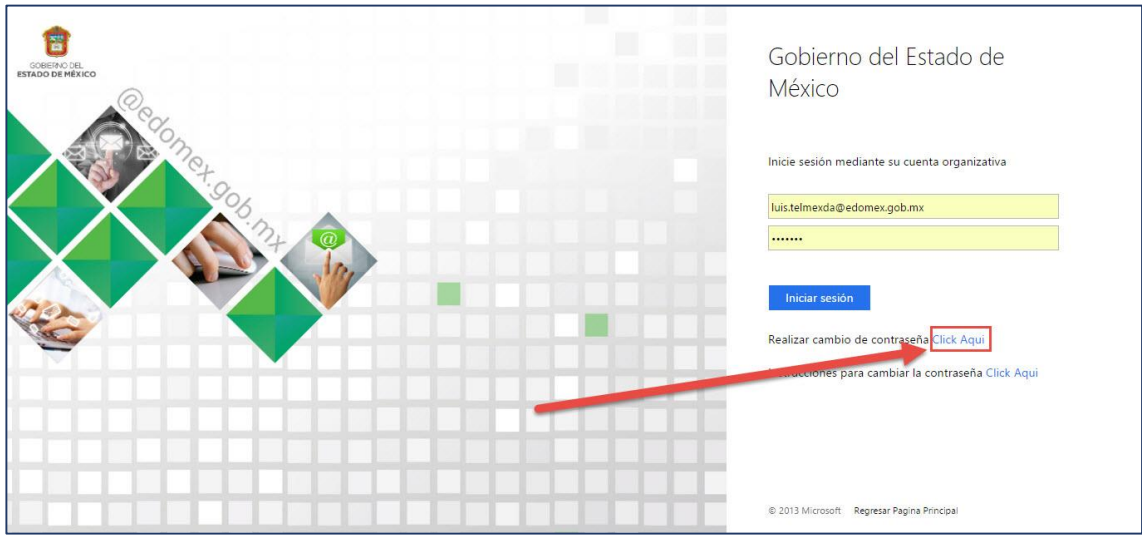 GOBIERNO DEL
ESTADO DE MÉXICO
@edomex.gob.mx
@
Gobierno del Estado de
México
Inicie sesión mediante su cuenta organizativa
luis.telmexda@edomex.gob.mx
•••••••
Iniciar sesión
Realizar cambio de contraseña Click Aqui
para cambiar la contraseña Click Aqui
© 2013 Microsoft Regresar Pagina Principal